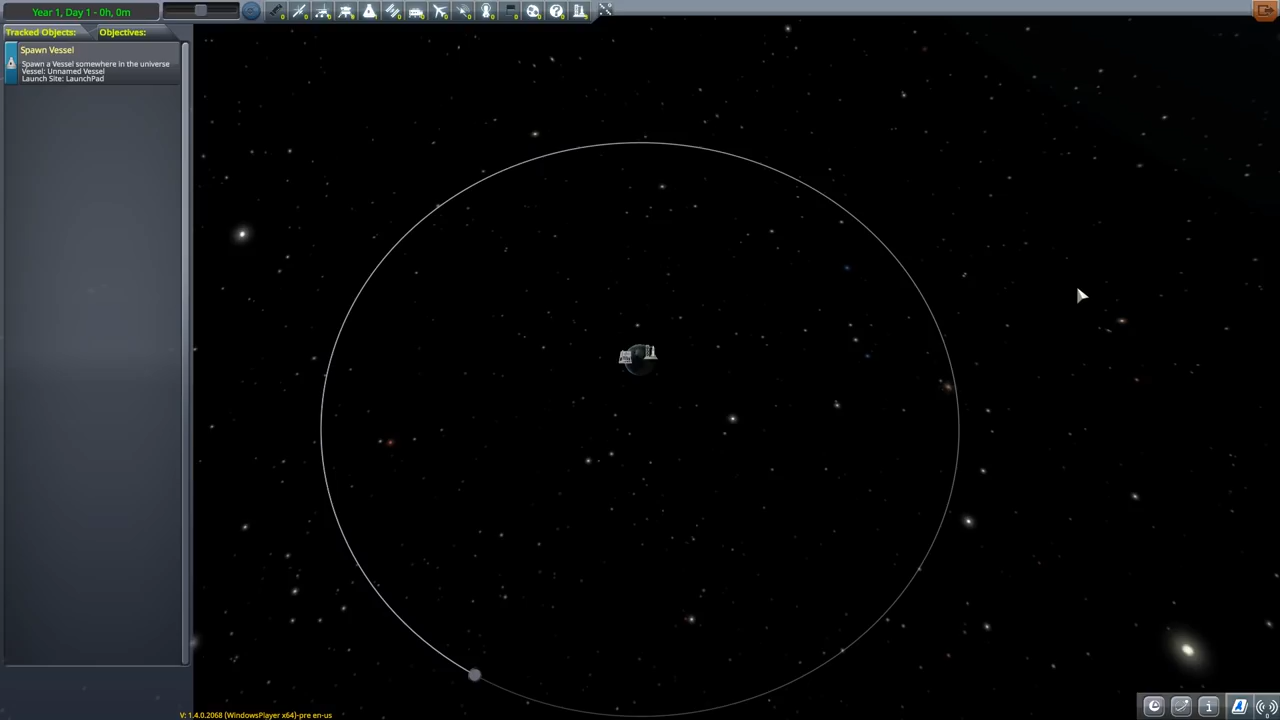 Year 1, Day 1 - 0h, 0m
Tracked Objects: Objectives:
Spawn Vessel
Spawn a Vessel somewhere in the universe
Vessel: Unnamed Vessel
Launch Site: LaunchPad
V: 1.4.0.2068 [WindowsPlayer x64]-pre en-us